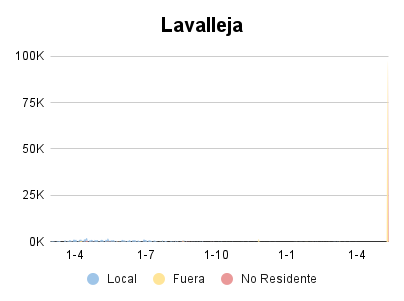 Lavalleja
100K
75K
50K
25K
0K
1-4 1-7 1-10 1-1 1-4
Local Fuera No Residente